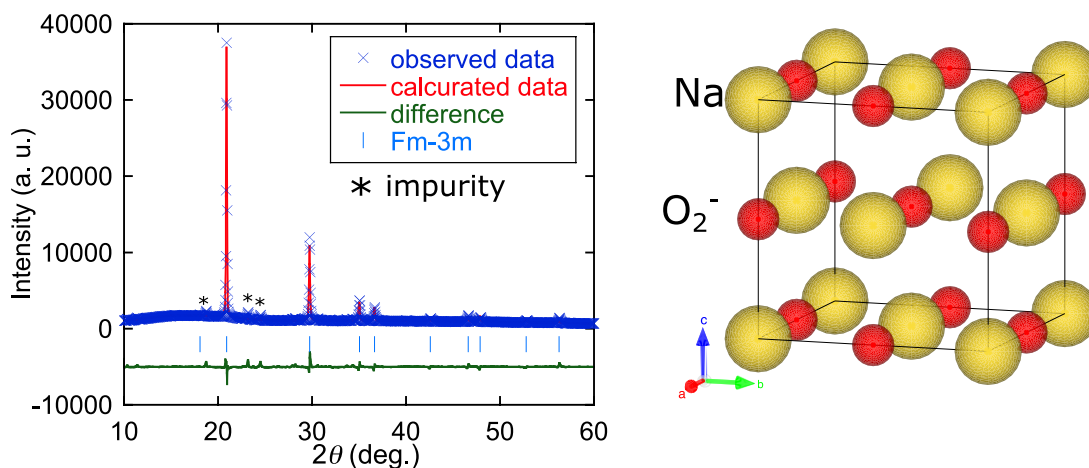 40000
30000
20000
10000
0
-10000
Intensity (a. u.)
observed data
calcurated data
difference
Fm-3m
* impurity
*
*
*
10 20 30 40 50 60
2θ (deg.)
Na
O₂⁻
c
b
a